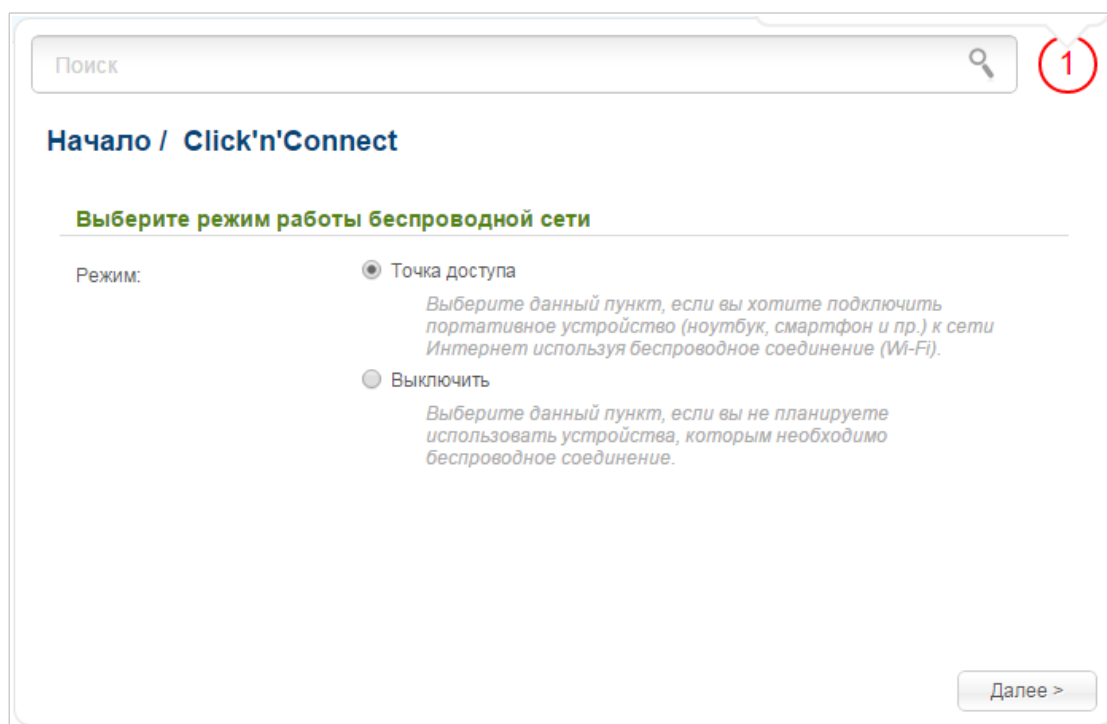 Поиск
1
Начало / Click'n'Connect
Выберите режим работы беспроводной сети
Режим:
Точка доступа
Выберите данный пункт, если вы хотите подключить
портативное устройство (ноутбук, смартфон и пр.) к сети
Интернет используя беспроводное соединение (Wi-Fi).
Выключить
Выберите данный пункт, если вы не планируете
использовать устройства, которым необходимо
беспроводное соединение.
Далее >